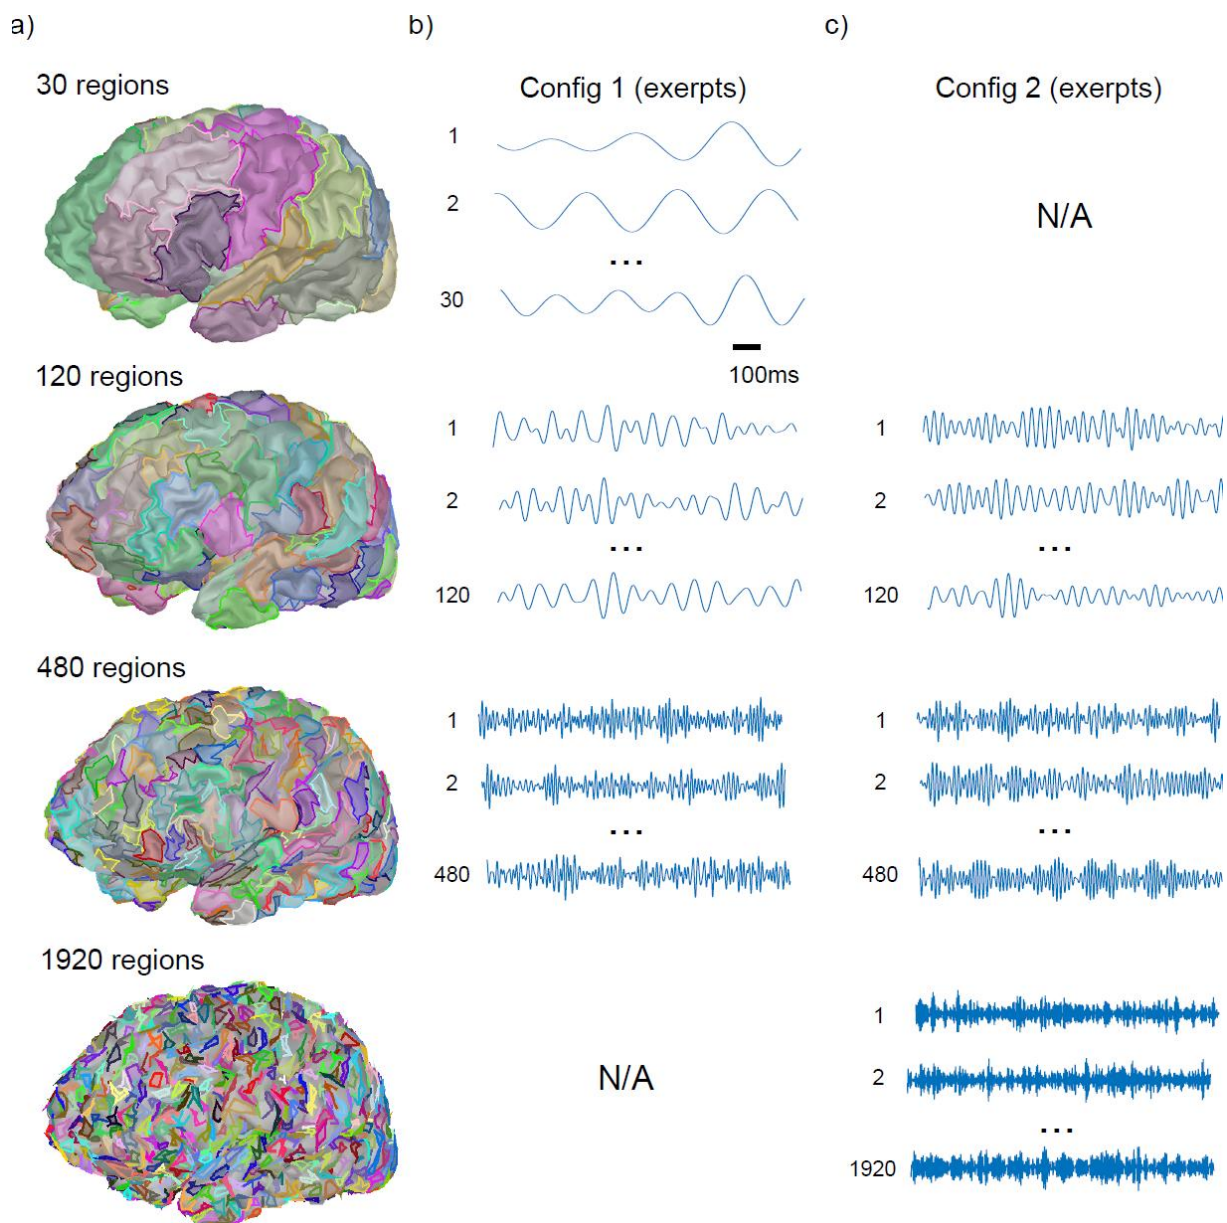 a)
b)
c)
30 regions
Config 1 (exerpts)
Config 2 (exerpts)
1
2
...
30
100ms
N/A
120 regions
1
2
...
120
1
2
...
120
480 regions
1
2
...
480
1
2
...
480
1920 regions
N/A
1
2
...
1920